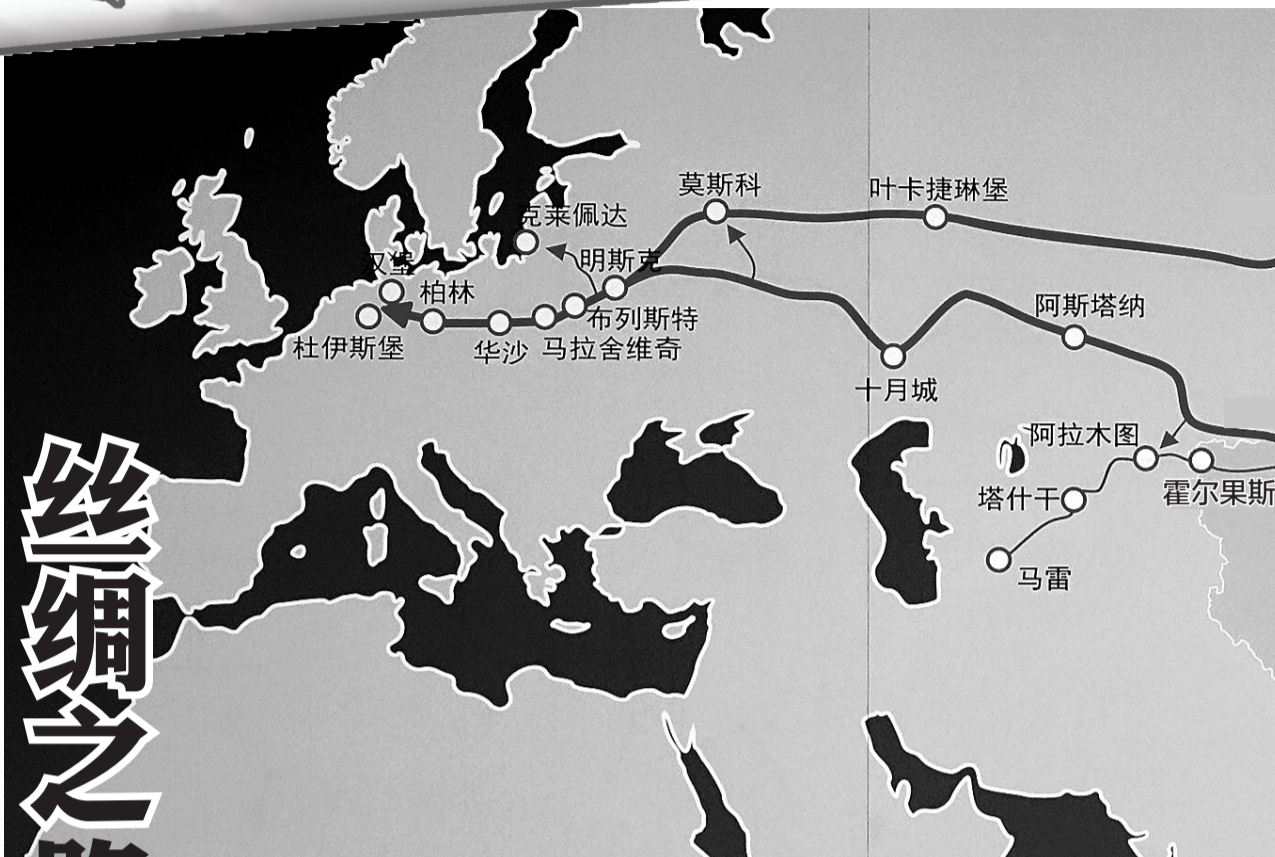 莫斯科
叶卡捷琳堡
克莱佩达
汉堡
明斯克
柏林
布列斯特
阿斯塔纳
杜伊斯堡
华沙
马拉舍维奇
十月城
阿拉木图
塔什干
霍尔果斯
马雷
丝绸之